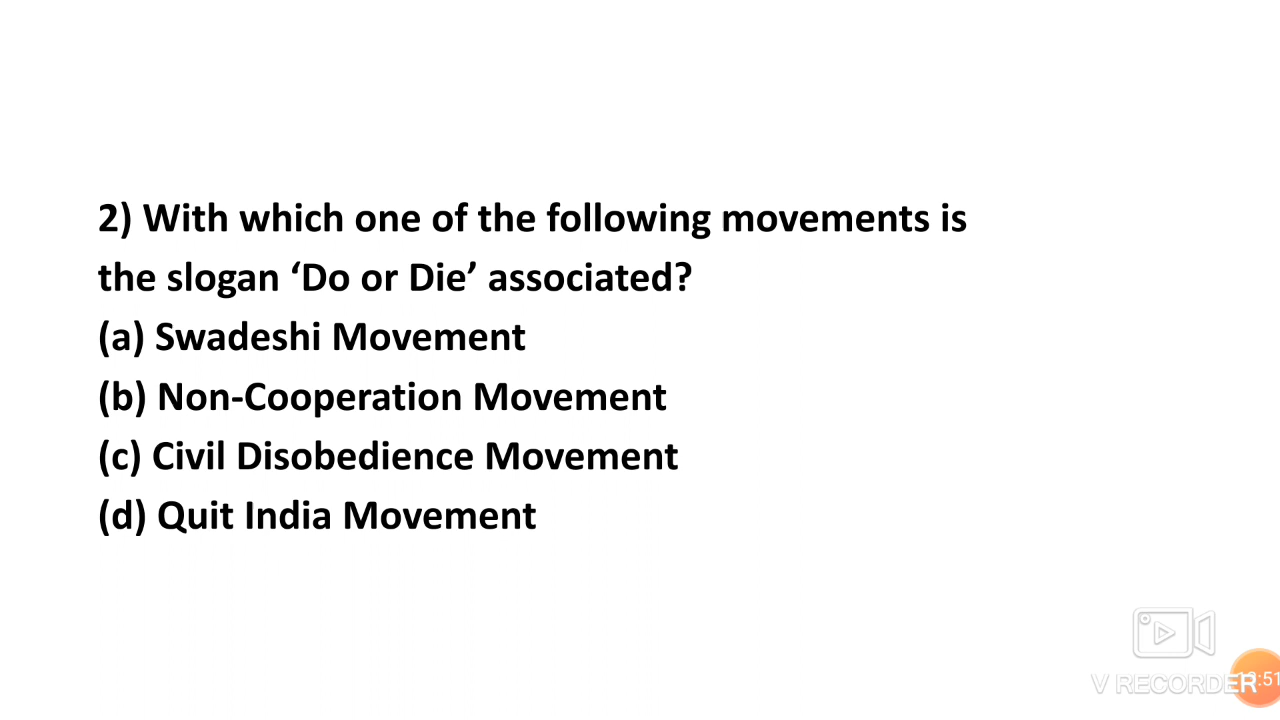 2) With which one of the following movements is
the slogan ‘Do or Die’ associated?
(a) Swadeshi Movement
(b) Non-Cooperation Movement
(c) Civil Disobedience Movement
(d) Quit India Movement
V RECORDER